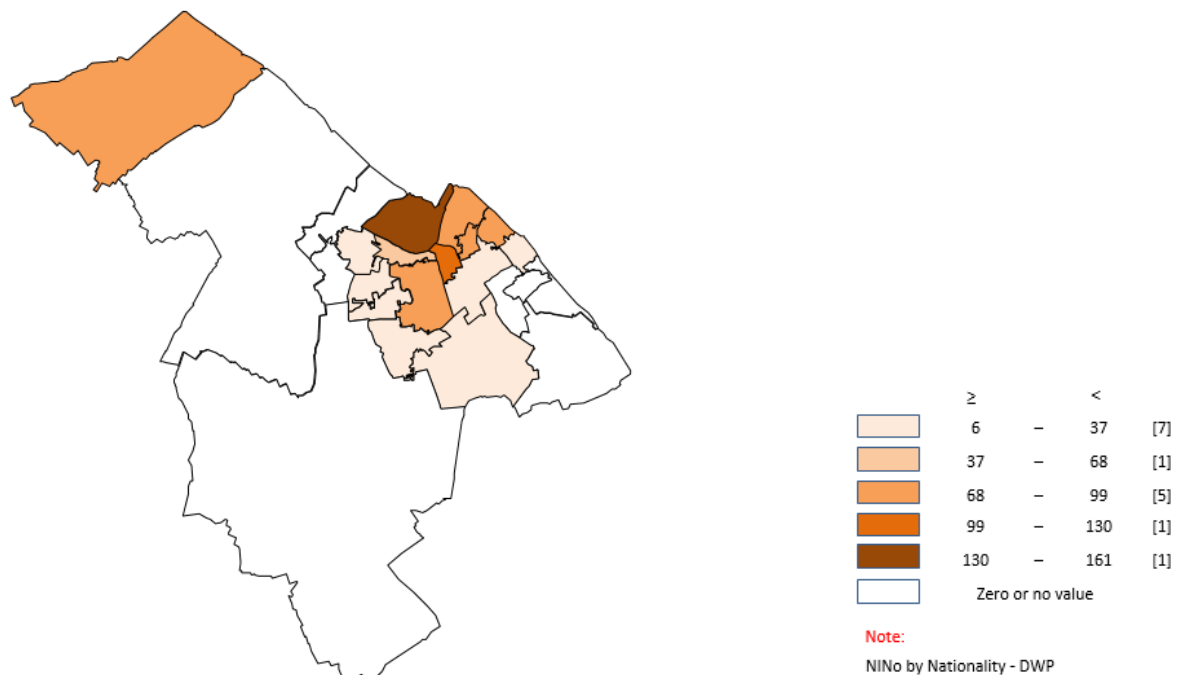 ≥ <
6 – 37 [7]
37 – 68 [1]
68 – 99 [5]
99 – 130 [1]
130 – 161 [1]
Zero or no value
Note:
NINo by Nationality - DWP